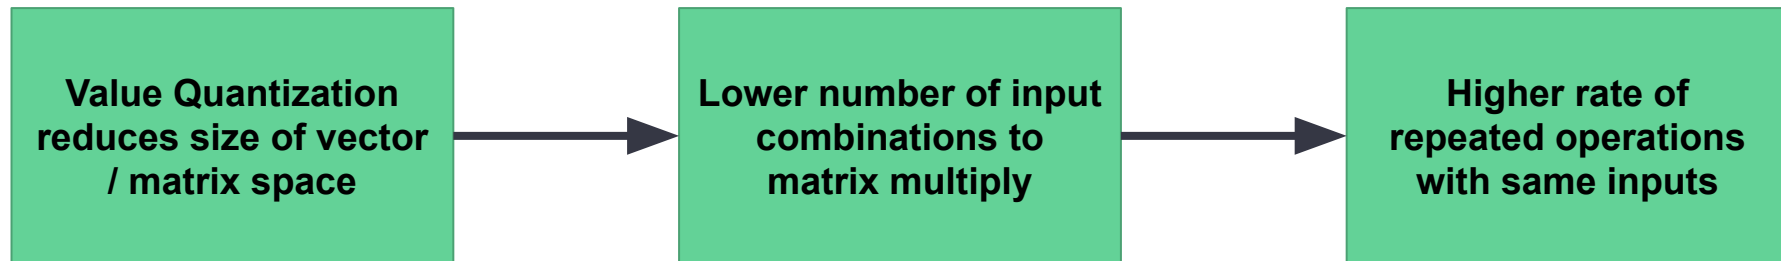 Value Quantization
reduces size of vector
/ matrix space
Lower number of input
combinations to
matrix multiply
Higher rate of
repeated operations
with same inputs